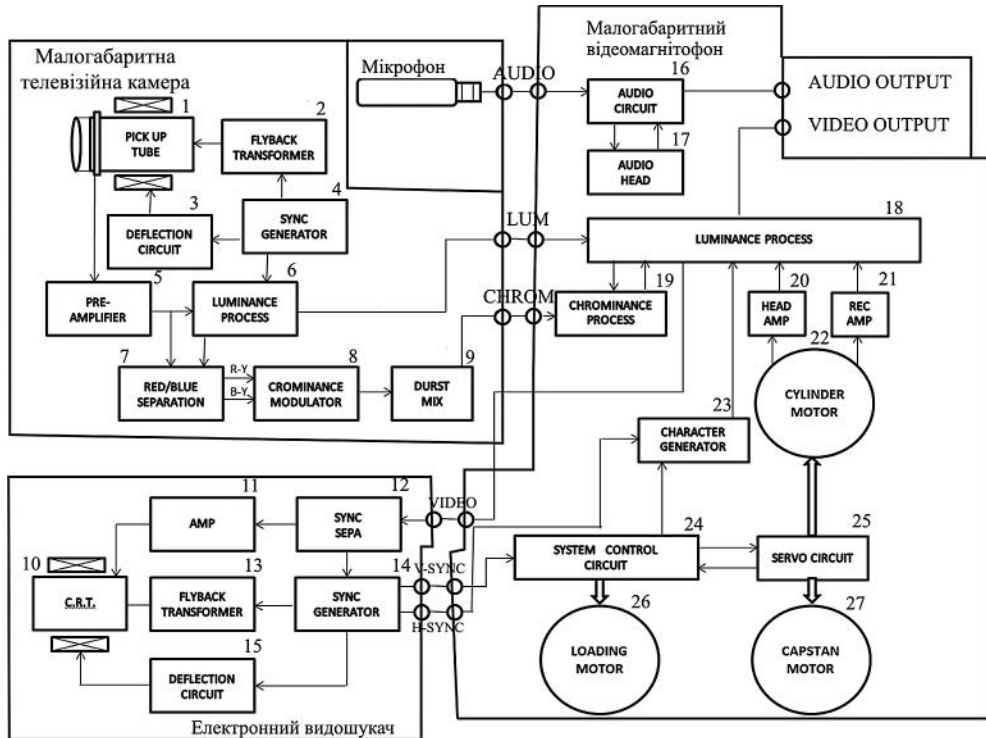 Малогабаритна
телевізійна камера
1
PICK UP
TUBE
2
FLYBACK
TRANSFORMER
3
DEFLECTION
CIRCUIT
4
SYNC
GENERATOR
5
PRE-
AMPLIFIER
6
LUMINANCE
PROCESS
7
RED/BLUE
SEPARATION
R-Y
B-Y
8
CROMINANCE
MODULATOR
9
DURST
MIX
Мікрофон
AUDIO
LUM
CHROM
Малогабаритний
відеомагнітофон
16
AUDIO
CIRCUIT
17
AUDIO
HEAD
AUDIO OUTPUT
VIDEO OUTPUT
18
LUMINANCE PROCESS
19
CHROMINANCE
PROCESS
20
HEAD
AMP
21
REC
AMP
22
CYLINDER
MOTOR
23
CHARACTER
GENERATOR
24
SYSTEM CONTROL
CIRCUIT
25
SERVO CIRCUIT
26
LOADING
MOTOR
27
CAPSTAN
MOTOR
VIDEO
V-SYNC
H-SYNC
10
C.R.T.
11
AMP
12
SYNC
SEPA
13
FLYBACK
TRANSFORMER
14
SYNC
GENERATOR
15
DEFLECTION
CIRCUIT
Електронний видошукач